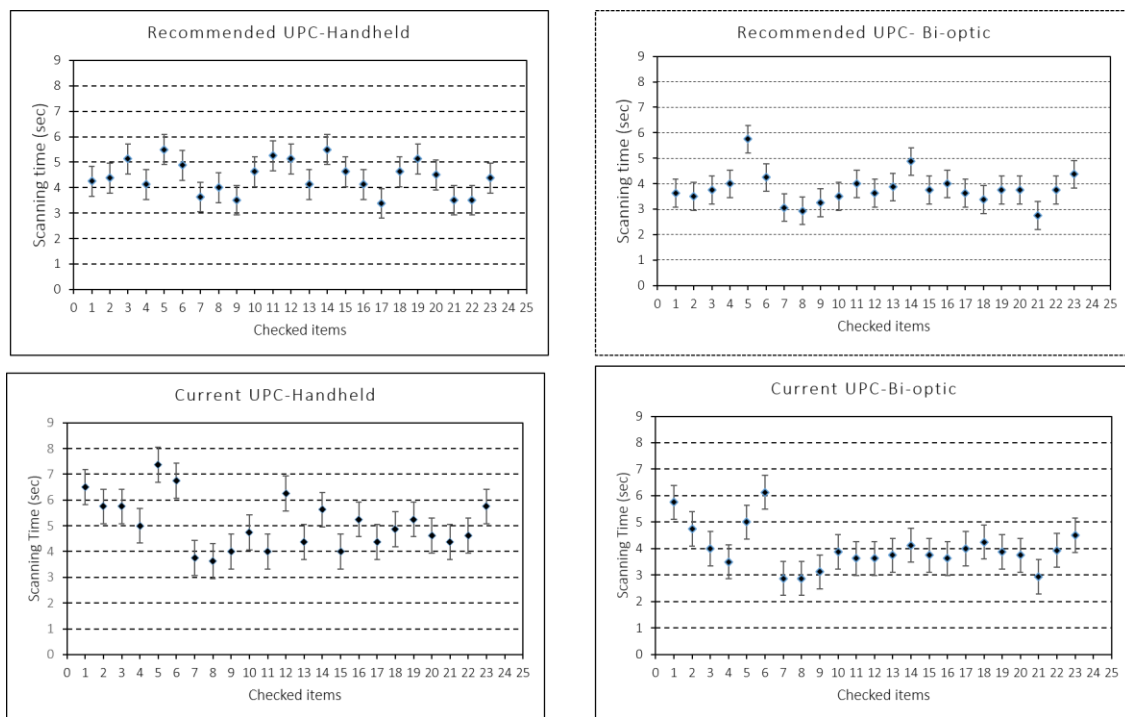 Recommended UPC-Handheld
Scanning time (sec)
9
8
7
6
5
4
3
2
1
0
0 1 2 3 4 5 6 7 8 9 10 11 12 13 14 15 16 17 18 19 20 21 22 23 24 25
Checked items
Recommended UPC- Bi-optic
Scanning time (sec)
9
8
7
6
5
4
3
2
1
0
0 1 2 3 4 5 6 7 8 9 10 11 12 13 14 15 16 17 18 19 20 21 22 23 24 25
Checked items
Current UPC-Handheld
Scanning Time (sec)
9
8
7
6
5
4
3
2
1
0
0 1 2 3 4 5 6 7 8 9 10 11 12 13 14 15 16 17 18 19 20 21 22 23 24 25
Checked items
Current UPC-Bi-optic
Scanning Time (sec)
9
8
7
6
5
4
3
2
1
0
0 1 2 3 4 5 6 7 8 9 10 11 12 13 14 15 16 17 18 19 20 21 22 23 24 25
Checked items